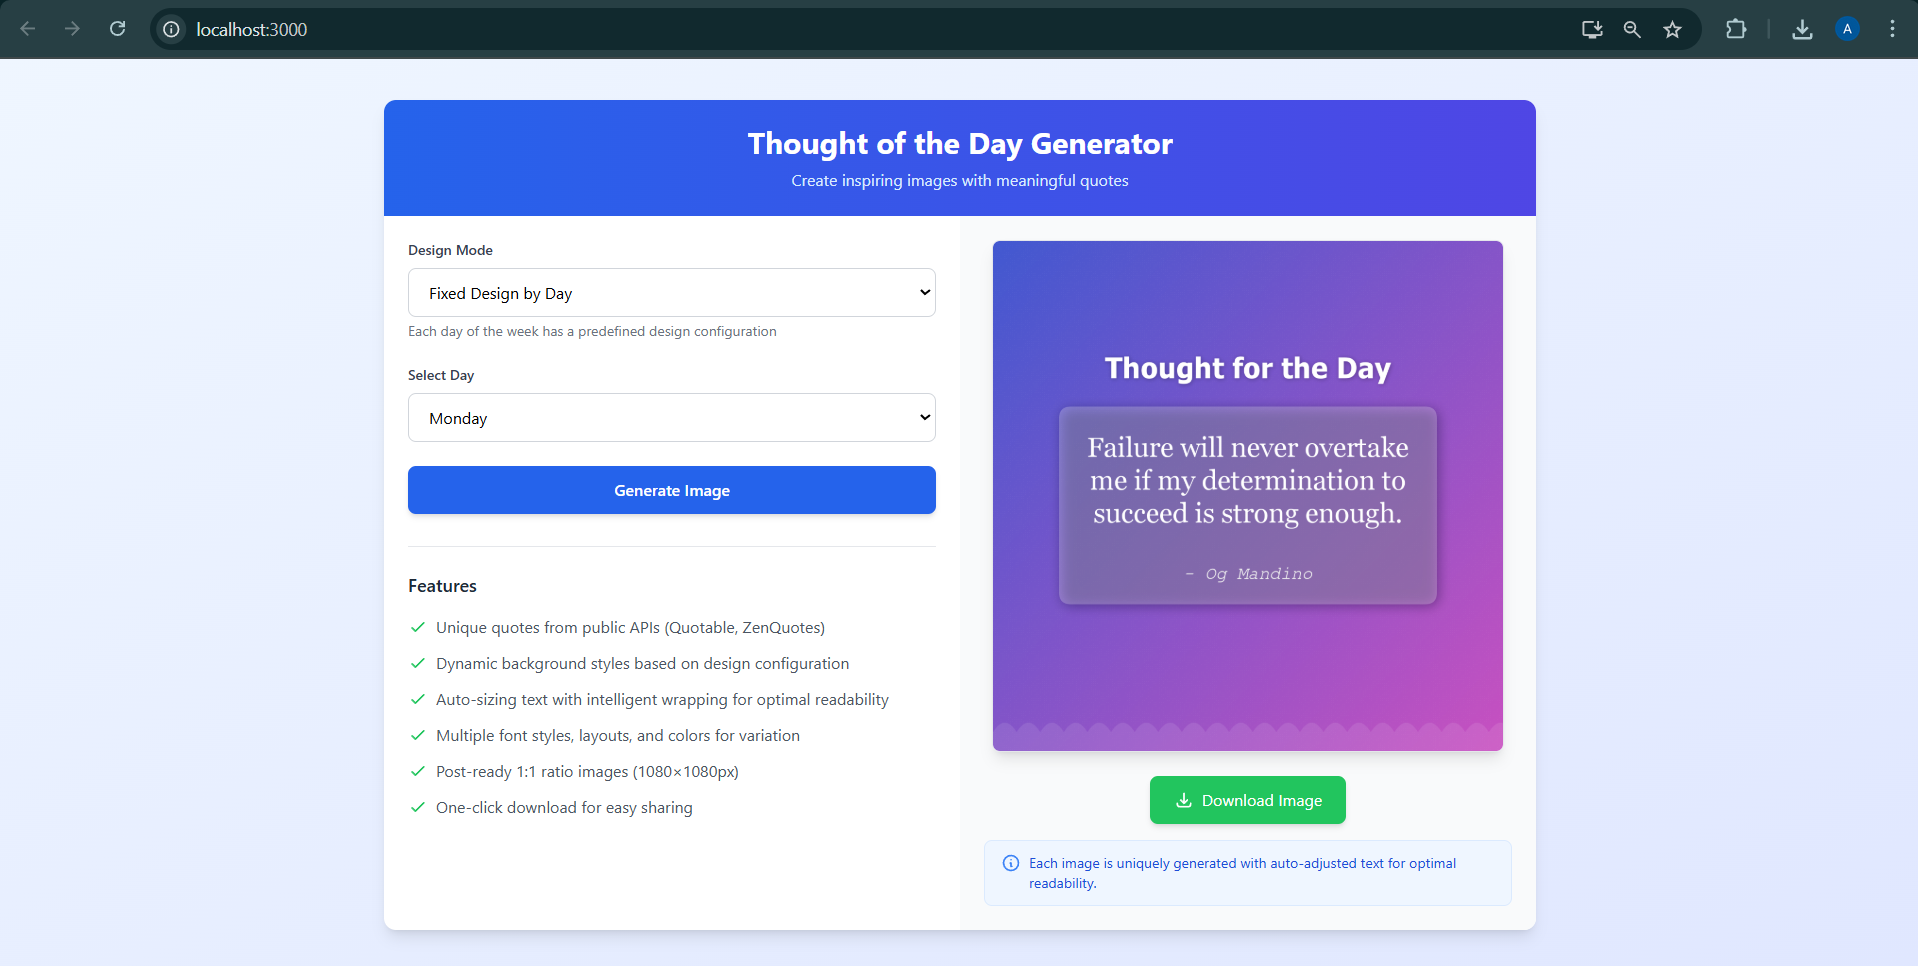 localhost:3000
A
Thought of the Day Generator
Create inspiring images with meaningful quotes
Design Mode
Fixed Design by Day
Each day of the week has a predefined design configuration
Select Day
Monday
Generate Image
Features
Unique quotes from public APIs (Quotable, ZenQuotes)
Dynamic background styles based on design configuration
Auto-sizing text with intelligent wrapping for optimal readability
Multiple font styles, layouts, and colors for variation
Post-ready 1:1 ratio images (1080×1080px)
One-click download for easy sharing
Thought for the Day
Failure will never overtake
me if my determination to
succeed is strong enough.
- Og Mandino
Download Image
Each image is uniquely generated with auto-adjusted text for optimal
readability.